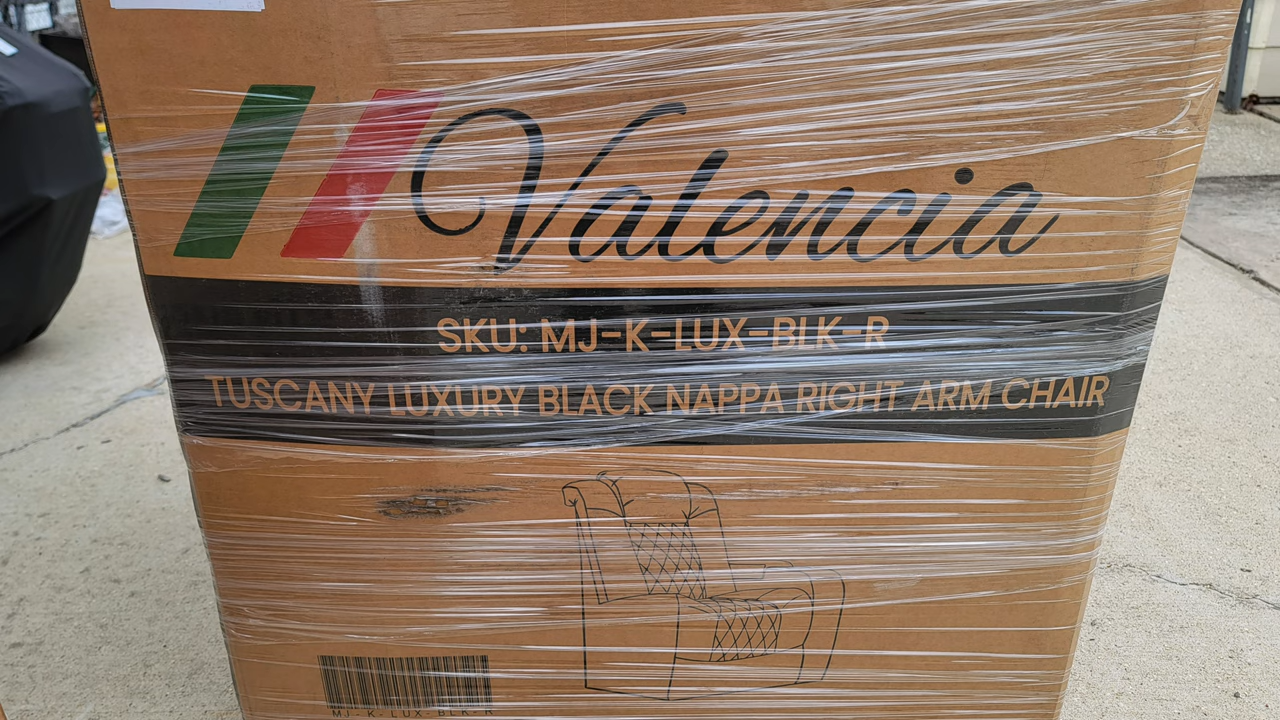 Valencia
SKU: MJ-K-LUX-BLK-R
TUSCANY LUXURY BLACK NAPPA RIGHT ARM CHAIR
MJ-K-LUX-BLK-R